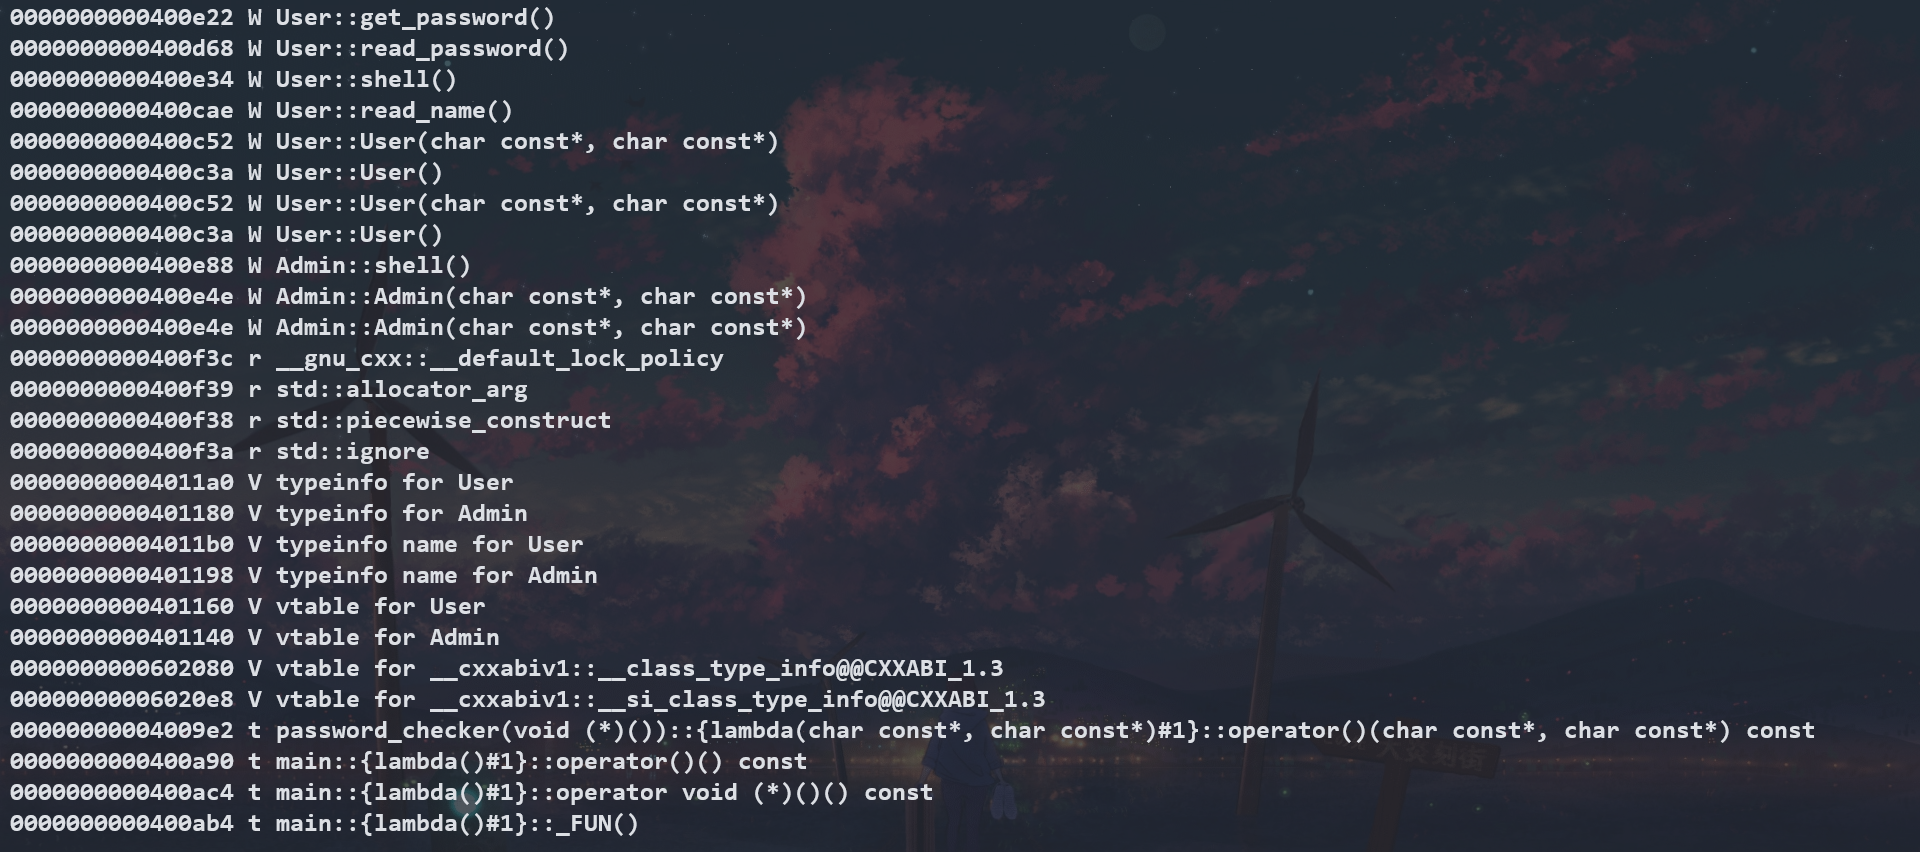 0000000000400e22 W User::get_password()
0000000000400d68 W User::read_password()
0000000000400e34 W User::shell()
0000000000400cae W User::read_name()
0000000000400c52 W User::User(char const*, char const*)
0000000000400c3a W User::User()
0000000000400c52 W User::User(char const*, char const*)
0000000000400c3a W User::User()
0000000000400e88 W Admin::shell()
0000000000400e4e W Admin::Admin(char const*, char const*)
0000000000400e4e W Admin::Admin(char const*, char const*)
0000000000400f3c r __gnu_cxx::__default_lock_policy
0000000000400f39 r std::allocator_arg
0000000000400f38 r std::piecewise_construct
0000000000400f3a r std::ignore
00000000004011a0 V typeinfo for User
0000000000401180 V typeinfo for Admin
00000000004011b0 V typeinfo name for User
0000000000401198 V typeinfo name for Admin
0000000000401160 V vtable for User
0000000000401140 V vtable for Admin
0000000000602080 V vtable for __cxxabiv1::__class_type_info@@CXXABI_1.3
00000000006020e8 V vtable for __cxxabiv1::__si_class_type_info@@CXXABI_1.3
00000000004009e2 t password_checker(void (*)())::{lambda(char const*, char const*)#1}::operator()(char const*, char const*) const
0000000000400a90 t main::{lambda()#1}::operator()() const
0000000000400ac4 t main::{lambda()#1}::operator void (*)()() const
0000000000400ab4 t main::{lambda()#1}::_FUN()